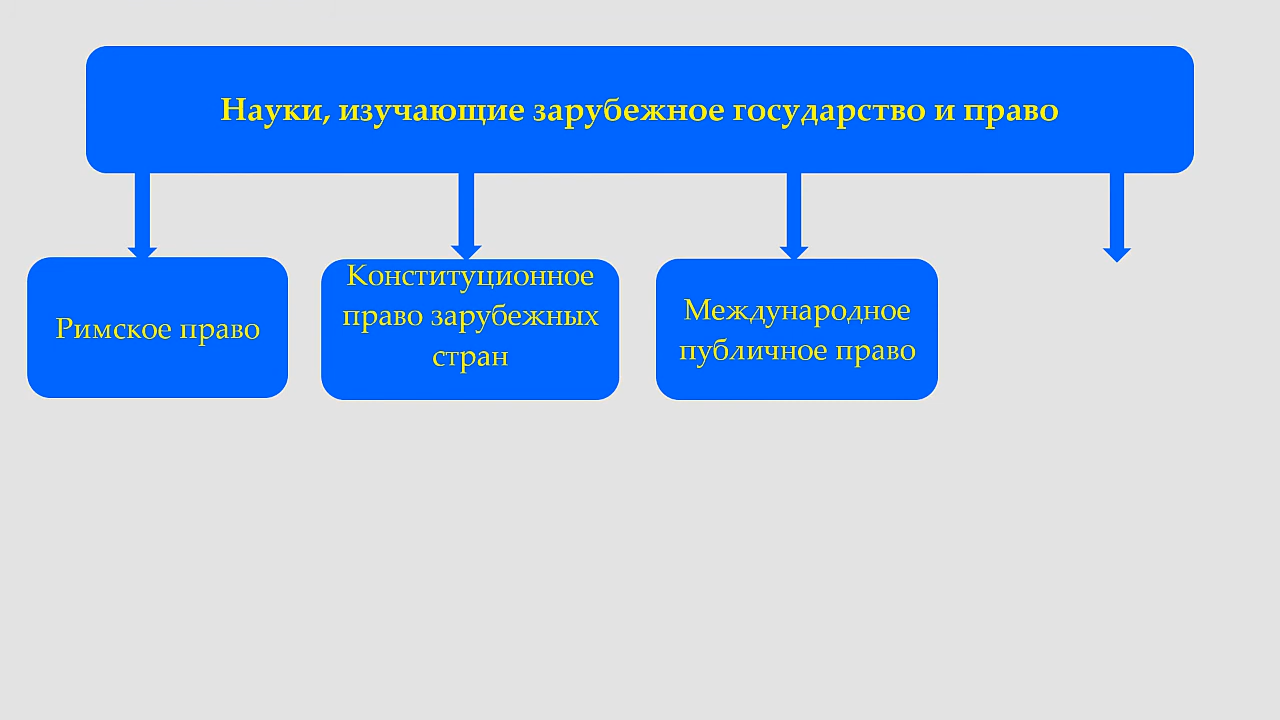 Науки, изучающие зарубежное государство и право
Римское право
Конституционное
право зарубежных
стран
Международное
публичное право